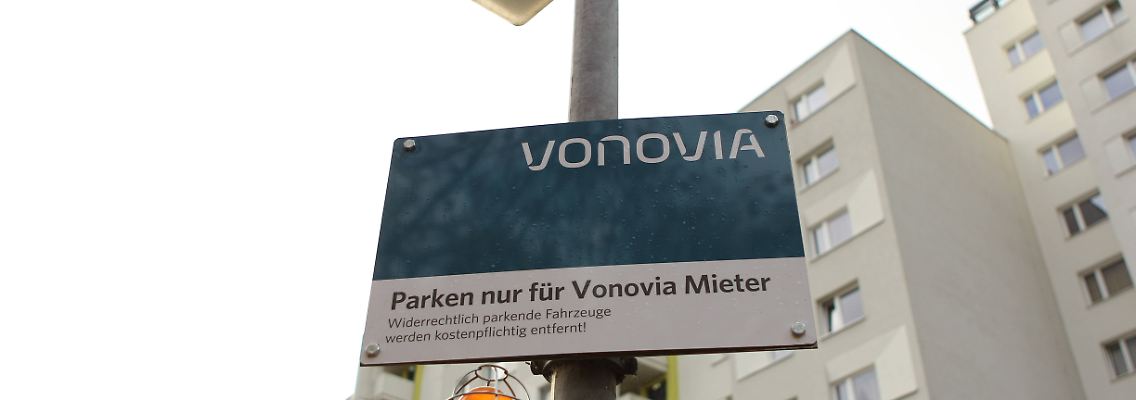 VONOVIA
Parken nur für Vonovia Mieter
Widerrechtlich parkende Fahrzeuge
werden kostenpflichtig entfernt!